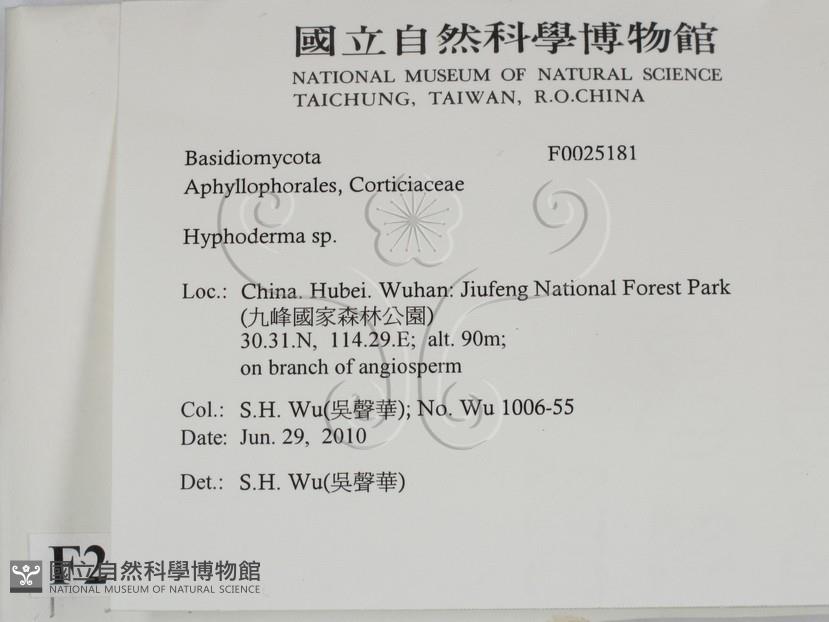 國立自然科學博物館
NATIONAL MUSEUM OF NATURAL SCIENCE
TAICHUNG, TAIWAN, R.O.CHINA
Basidiomycota F0025181
Aphyllophorales, Corticiaceae
Hyphoderma sp.
Loc.: China. Hubei. Wuhan: Jiufeng National Forest Park
(九峰國家森林公園)
30.31.N, 114.29.E; alt. 90m;
on branch of angiosperm
Col.: S.H. Wu(吳聲華); No. Wu 1006-55
Date: Jun. 29, 2010
Det.: S.H. Wu(吳聲華)
F2
國立自然科學博物館
NATIONAL MUSEUM OF NATURAL SCIENCE